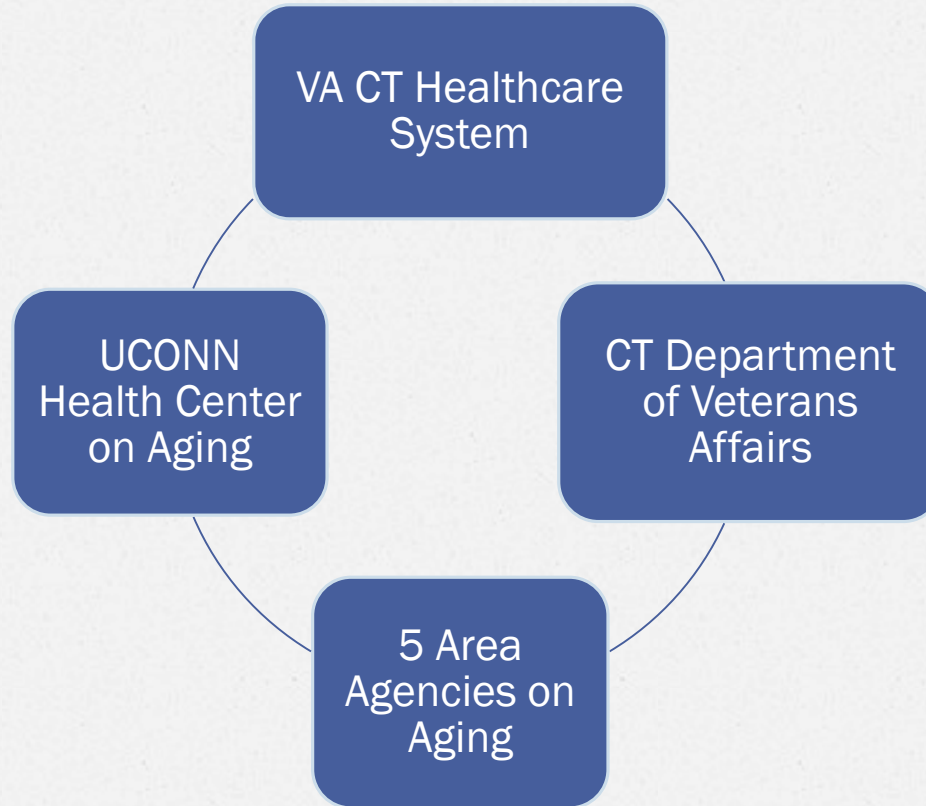 VA CT Healthcare
System
UCONN
Health Center
on Aging
CT Department
of Veterans
Affairs
5 Area
Agencies on
Aging